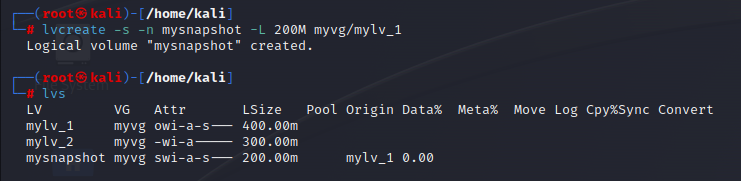 ┌──(root㉿kali)-[/home/kali]
└─# lvcreate -s -n mysnapshot -L 200M myvg/mylv_1
  Logical volume "mysnapshot" created.
┌──(root㉿kali)-[/home/kali]
└─# lvs
  LV         VG   Attr       LSize   Pool Origin Data%  Meta%  Move Log Cpy%Sync Convert
  mylv_1     myvg owi-a-s--- 400.00m
  mylv_2     myvg -wi-a----- 300.00m
  mysnapshot myvg swi-a-s--- 200.00m      mylv_1 0.00